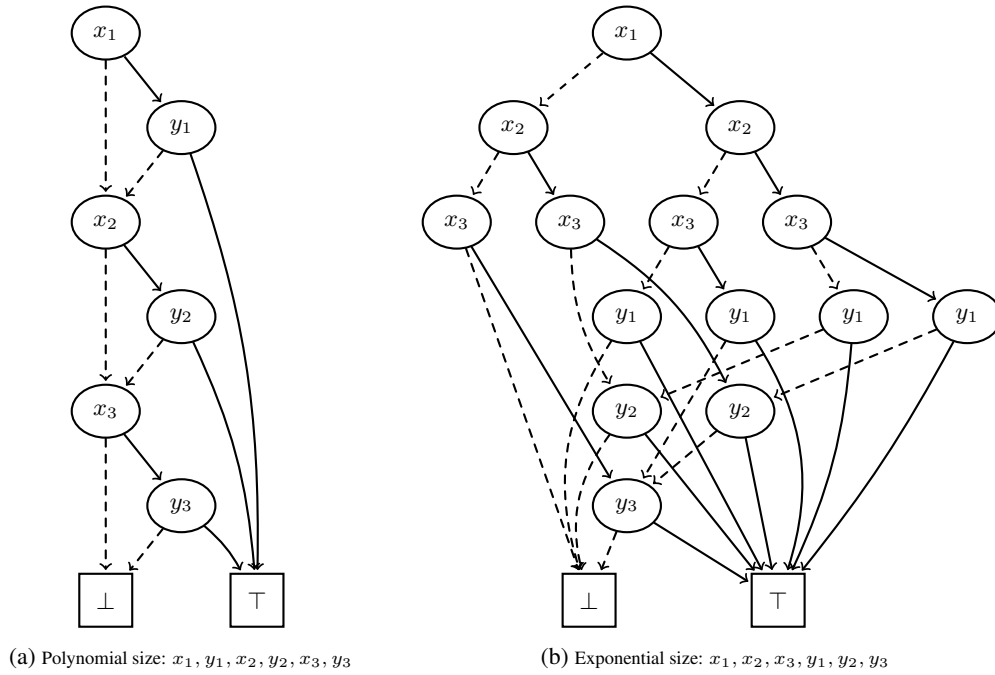 x₁
x₁
y₁
x₂
x₂
x₂
x₃
x₃
x₃
x₃
y₂
y₁
y₁
y₁
y₁
x₃
y₂
y₂
y₃
y₃
⊥
⊤
⊥
⊤
(a) Polynomial size: x₁, y₁, x₂, y₂, x₃, y₃
(b) Exponential size: x₁, x₂, x₃, y₁, y₂, y₃